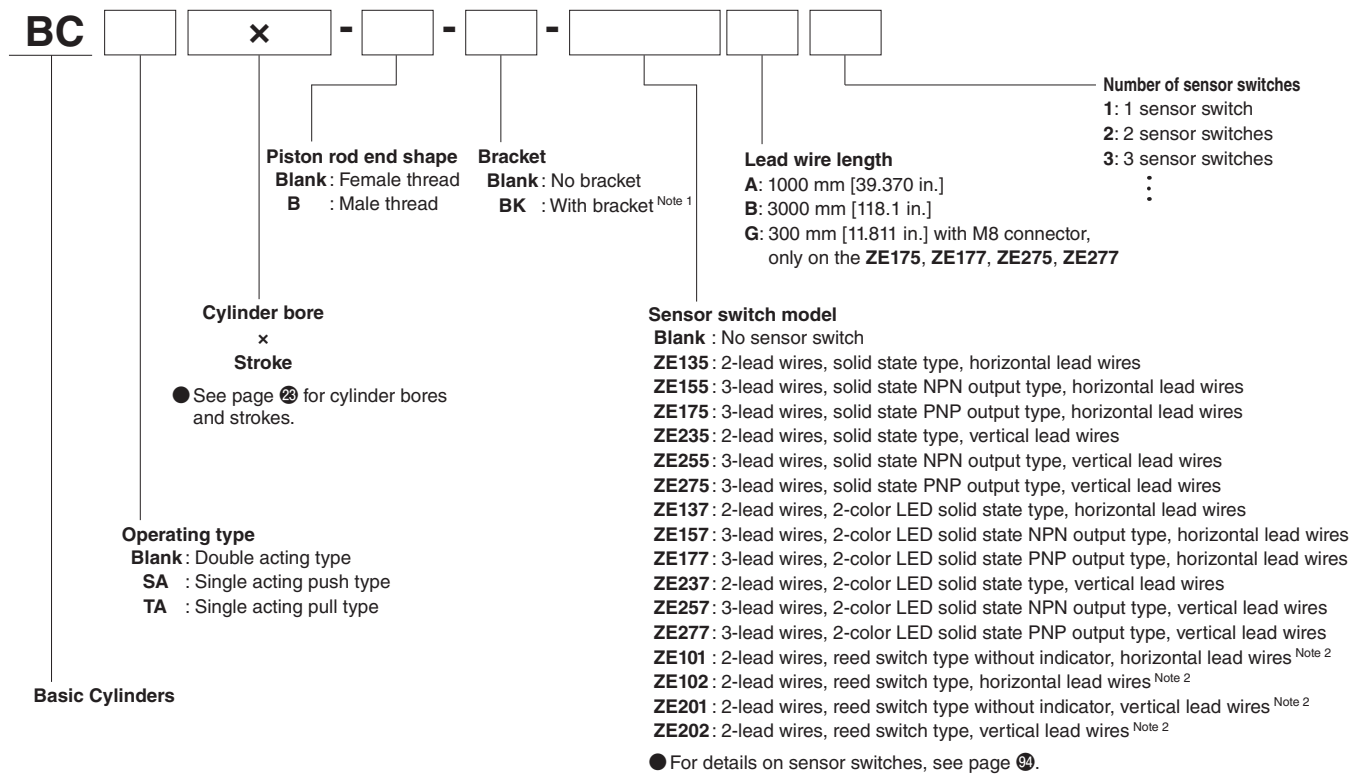 BC × - - -
Number of sensor switches
1: 1 sensor switch
2: 2 sensor switches
3: 3 sensor switches
⋮
Piston rod end shape
Blank : Female thread
B : Male thread
Bracket
Blank : No bracket
BK : With bracket Note 1
Lead wire length
A: 1000 mm [39.370 in.]
B: 3000 mm [118.1 in.]
G: 300 mm [11.811 in.] with M8 connector,
only on the ZE175, ZE177, ZE275, ZE277
Cylinder bore
×
Stroke
● See page ㉓ for cylinder bores
and strokes.
Sensor switch model
Blank : No sensor switch
ZE135 : 2-lead wires, solid state type, horizontal lead wires
ZE155 : 3-lead wires, solid state NPN output type, horizontal lead wires
ZE175 : 3-lead wires, solid state PNP output type, horizontal lead wires
ZE235 : 2-lead wires, solid state type, vertical lead wires
ZE255 : 3-lead wires, solid state NPN output type, vertical lead wires
ZE275 : 3-lead wires, solid state PNP output type, vertical lead wires
ZE137 : 2-lead wires, 2-color LED solid state type, horizontal lead wires
ZE157 : 3-lead wires, 2-color LED solid state NPN output type, horizontal lead wires
ZE177 : 3-lead wires, 2-color LED solid state PNP output type, horizontal lead wires
ZE237 : 2-lead wires, 2-color LED solid state type, vertical lead wires
ZE257 : 3-lead wires, 2-color LED solid state NPN output type, vertical lead wires
ZE277 : 3-lead wires, 2-color LED solid state PNP output type, vertical lead wires
ZE101 : 2-lead wires, reed switch type without indicator, horizontal lead wires Note 2
ZE102 : 2-lead wires, reed switch type, horizontal lead wires Note 2
ZE201 : 2-lead wires, reed switch type without indicator, vertical lead wires Note 2
ZE202 : 2-lead wires, reed switch type, vertical lead wires Note 2
● For details on sensor switches, see page 94.
Operating type
Blank : Double acting type
SA : Single acting push type
TA : Single acting pull type
Basic Cylinders